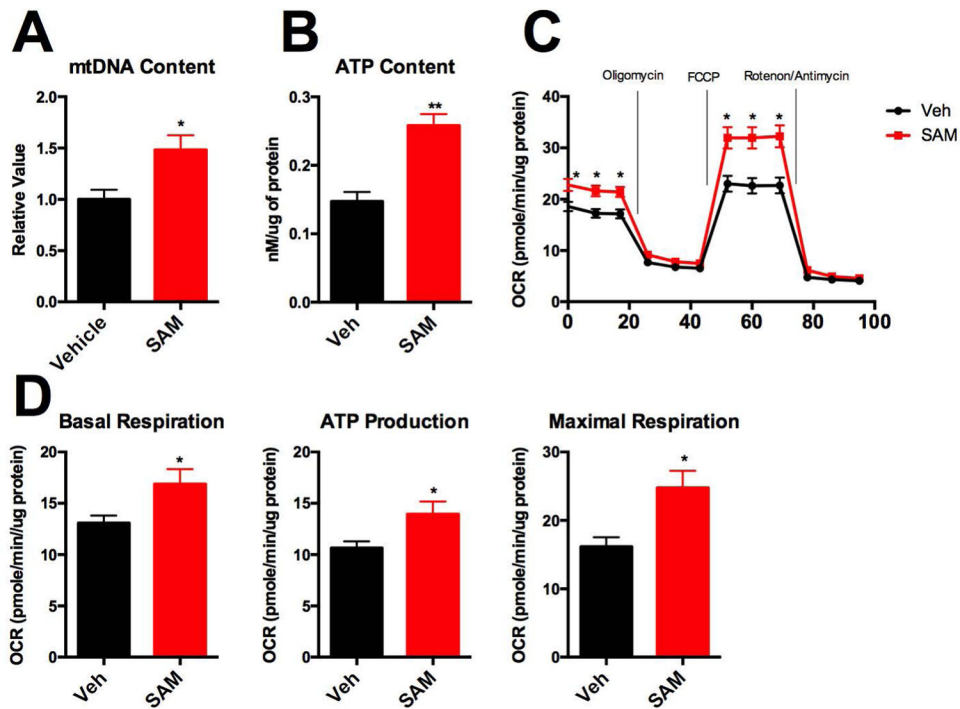 A
mtDNA Content
Relative Value
2.0
1.5
1.0
0.5
0.0
*
Vehicle
SAM
B
ATP Content
nM/ug of protein
0.3
0.2
0.1
0.0
**
Veh
SAM
C
Oligomycin
FCCP
Rotenon/Antimycin
OCR (pmole/min/ug protein)
40
30
20
10
0
* * *
* * *
0 20 40 60 80 100
Veh
SAM
D
Basal Respiration
OCR (pmole/min//ug protein)
20
15
10
5
0
*
Veh
SAM
ATP Production
OCR (pmole/min/ug protein)
20
15
10
5
0
*
Veh
SAM
Maximal Respiration
OCR (pmole/min/ug protein)
30
20
10
0
*
Veh
SAM